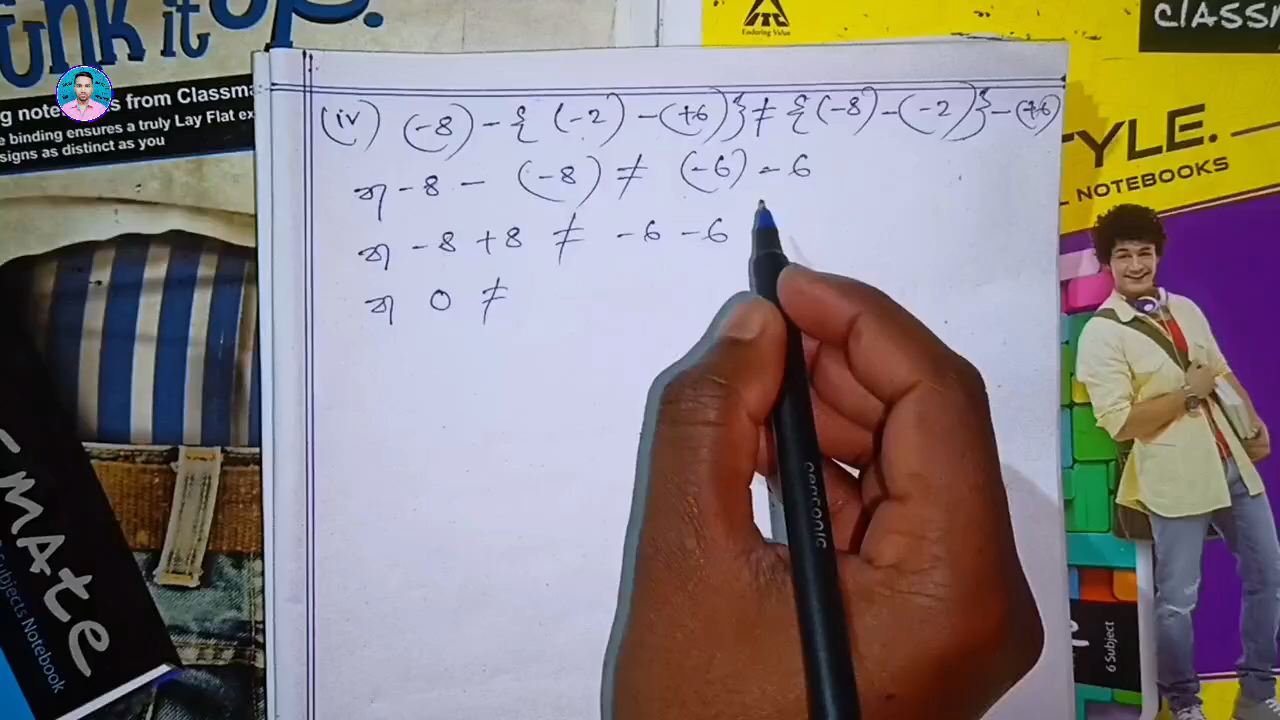 unk it up.
g notes from Classma
e binding ensures a truly Lay Flat ex
signs as distinct as you
ITC
Enduring Value
CLASSM
(iv) (-8) - { (-2) - (+6) } ≠ { (-8) - (-2) } - (+6)
বা -8 - (-8) ≠ (-6) - 6
বা -8 + 8 ≠ -6 - 6
বা 0 ≠
TYLE.
NOTEBOOKS
sensonic
-mate
Subjects Notebook
6 Subject